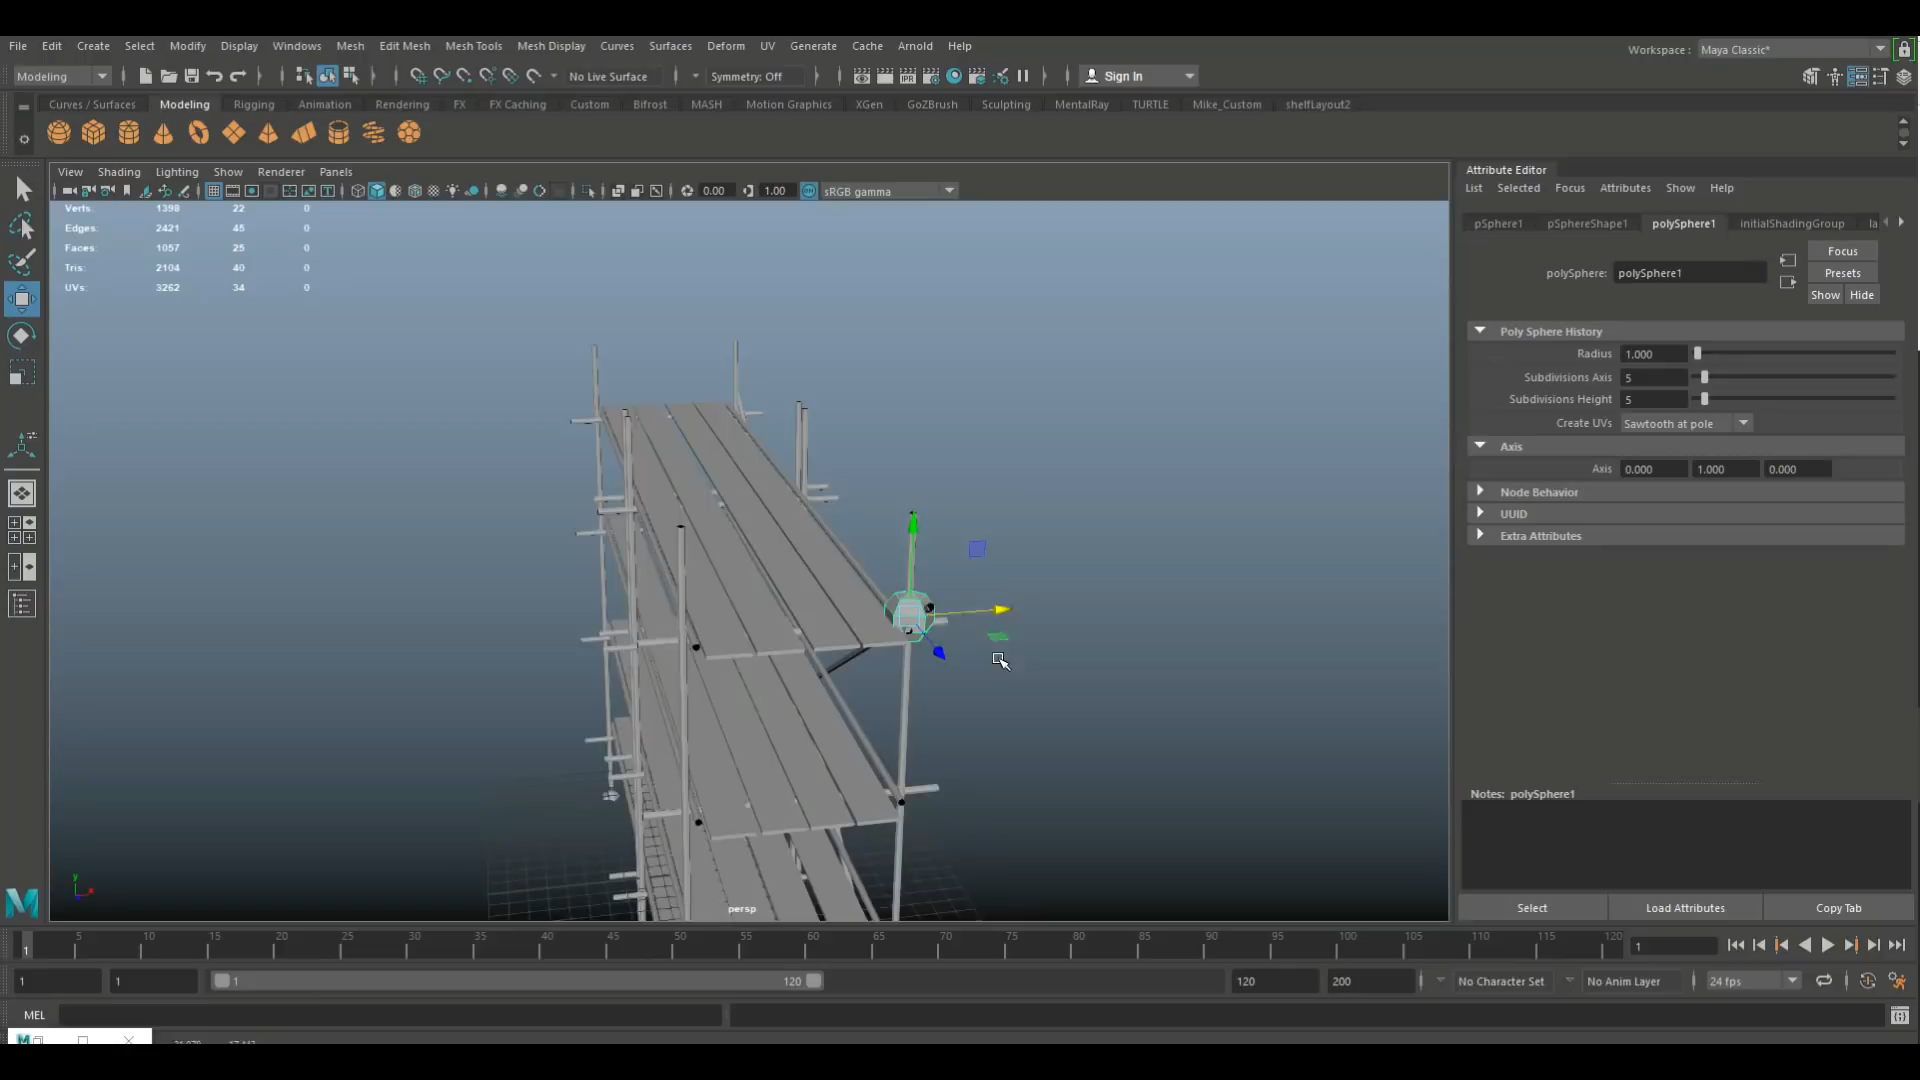 File Edit Create Select Modify Display Windows Mesh Edit Mesh Mesh Tools Mesh Display Curves Surfaces Deform UV Generate Cache Arnold Help
Workspace : Maya Classic*
Modeling No Live Surface Symmetry: Off Sign In
Curves / Surfaces Modeling Rigging Animation Rendering FX FX Caching Custom Bifrost MASH Motion Graphics XGen GoZBrush Sculpting MentalRay TURTLE Mike_Custom shelfLayout2
View Shading Lighting Show Renderer Panels
0.00 1.00 sRGB gamma
Verts: 1398 22 0
Edges: 2421 45 0
Faces: 1057 25 0
Tris: 2104 40 0
UVs: 3262 34 0
persp
y
Attribute Editor
List Selected Focus Attributes Show Help
pSphere1 pSphereShape1 polySphere1 initialShadingGroup la
Focus
polySphere: polySphere1
Presets
Show Hide
Poly Sphere History
Radius 1.000
Subdivisions Axis 5
Subdivisions Height 5
Create UVs Sawtooth at pole
Axis
Axis 0.000 1.000 0.000
Node Behavior
UUID
Extra Attributes
Notes: polySphere1
Select Load Attributes Copy Tab
5 10 15 20 25 30 35 40 45 50 55 60 65 70 75 80 85 90 95 100 105 110 115 120
1 1
1 1 1 120 120 200 No Character Set No Anim Layer 24 fps
MEL